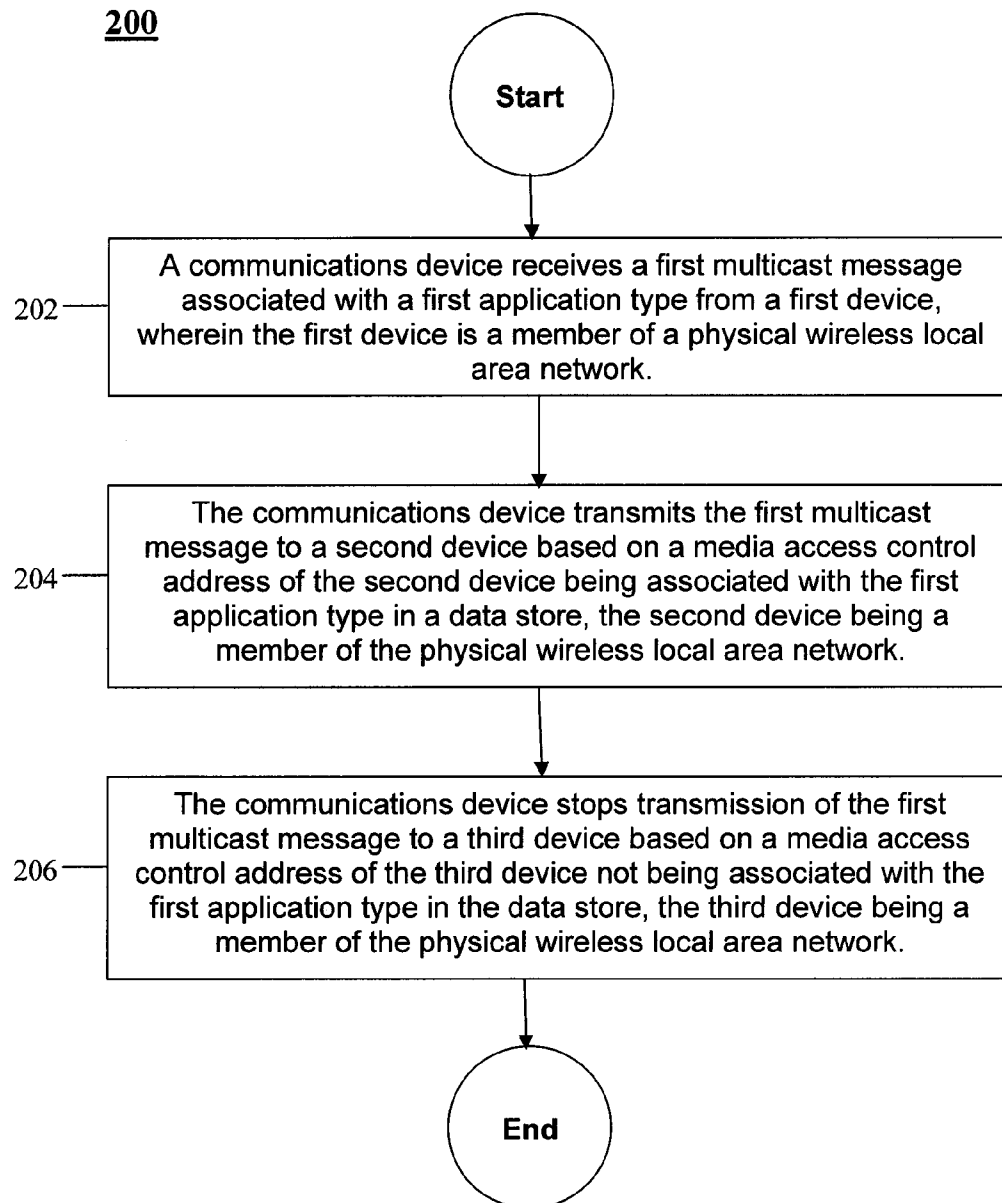 200
Start
A communications device receives a first multicast message
associated with a first application type from a first device,
wherein the first device is a member of a physical wireless local
area network.
202
The communications device transmits the first multicast
message to a second device based on a media access control
address of the second device being associated with the first
application type in a data store, the second device being a
member of the physical wireless local area network.
204
The communications device stops transmission of the first
multicast message to a third device based on a media access
control address of the third device not being associated with the
first application type in the data store, the third device being a
member of the physical wireless local area network.
206
End